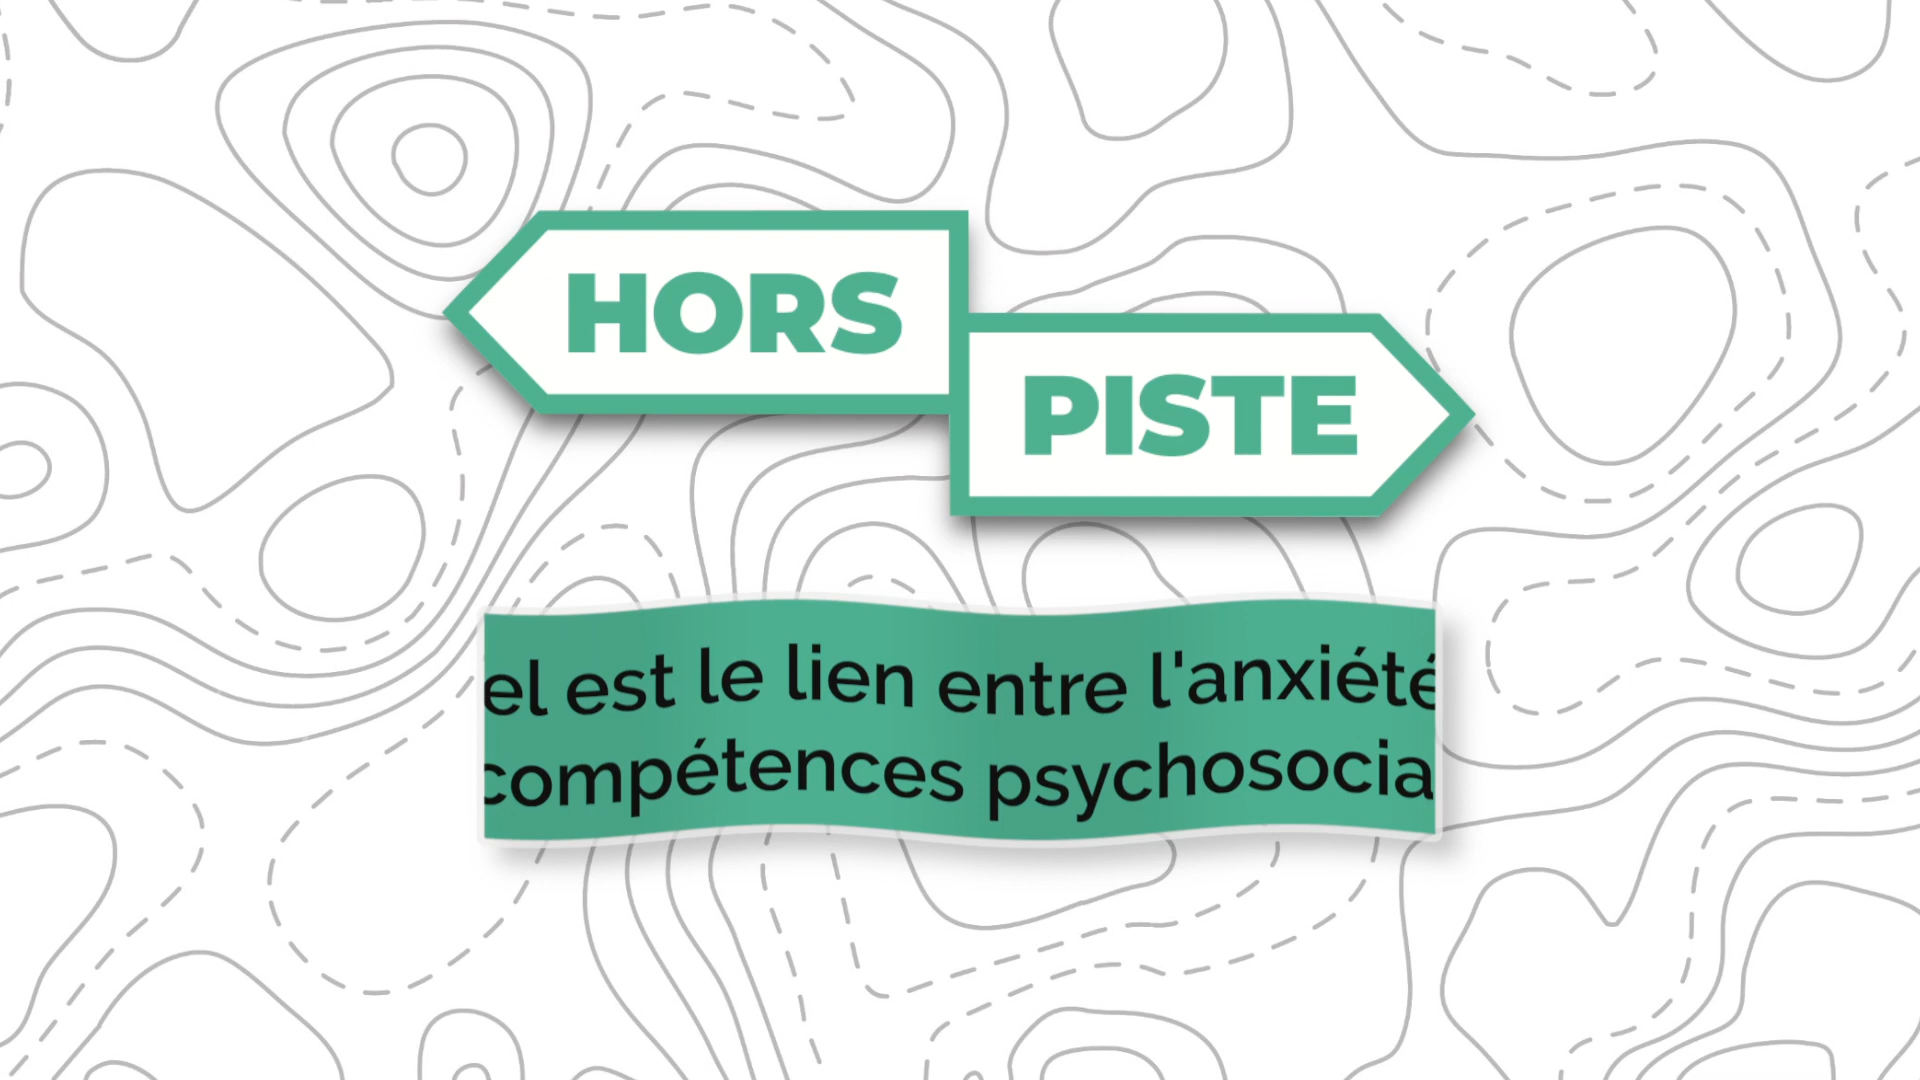 HORS
PISTE
el est le lien entre l'anxiété
compétences psychosocia